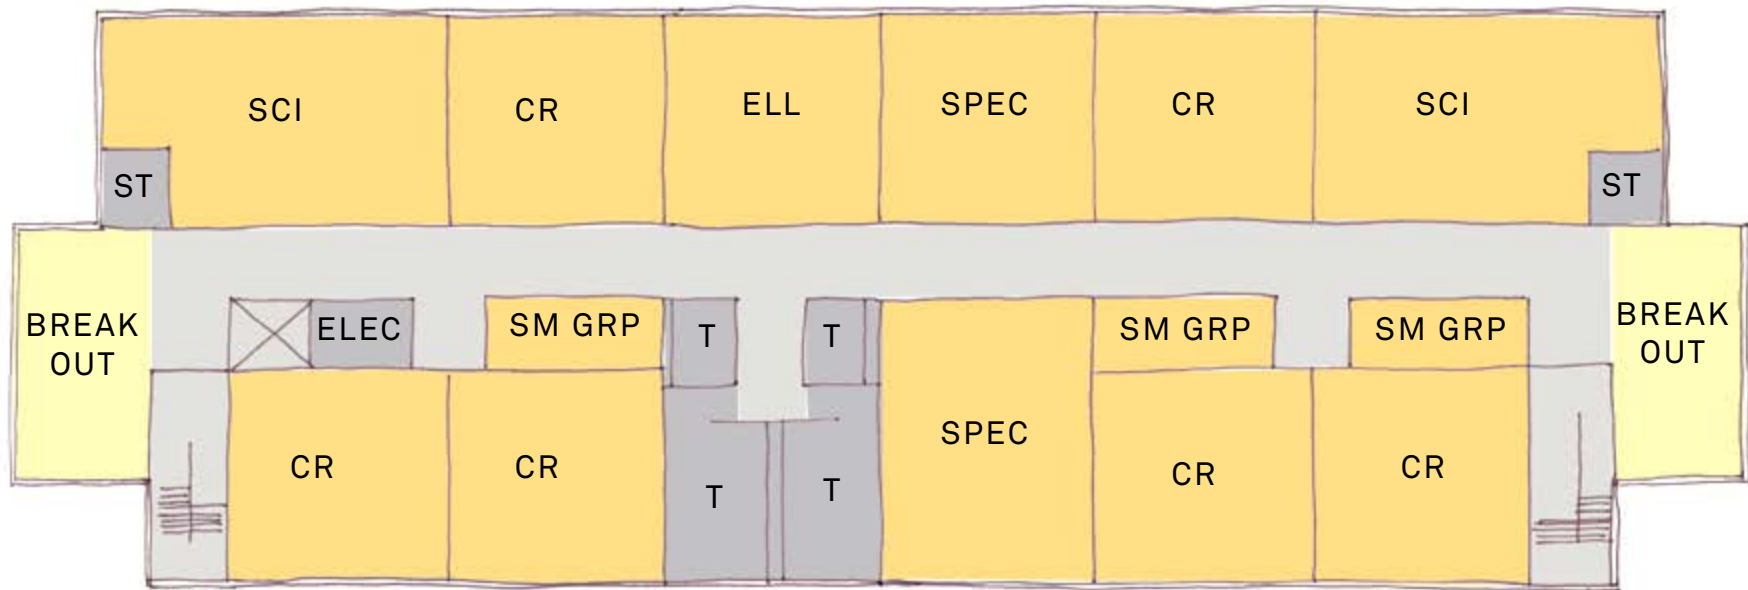 SCI
CR
ELL
SPEC
CR
SCI
ST
ST
BREAK
OUT
ELEC
SM GRP
T
T
SM GRP
SM GRP
BREAK
OUT
CR
CR
T
T
SPEC
CR
CR